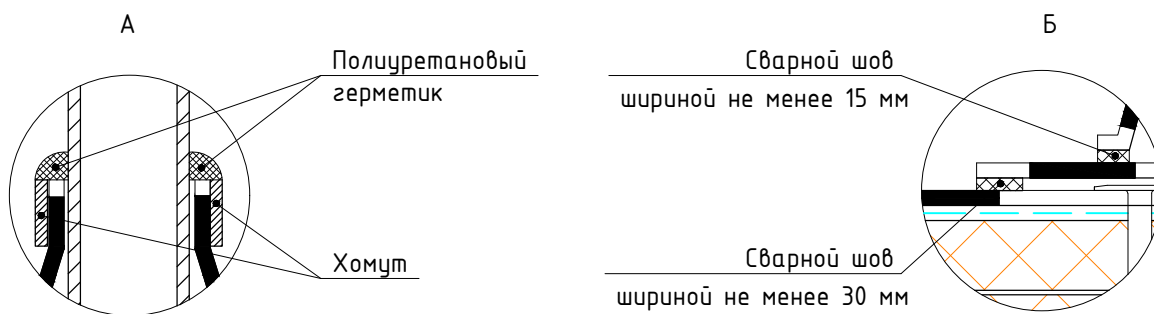 А
Полиуретановый
герметик
Хомут
Б
Сварной шов
шириной не менее 15 мм
Сварной шов
шириной не менее 30 мм